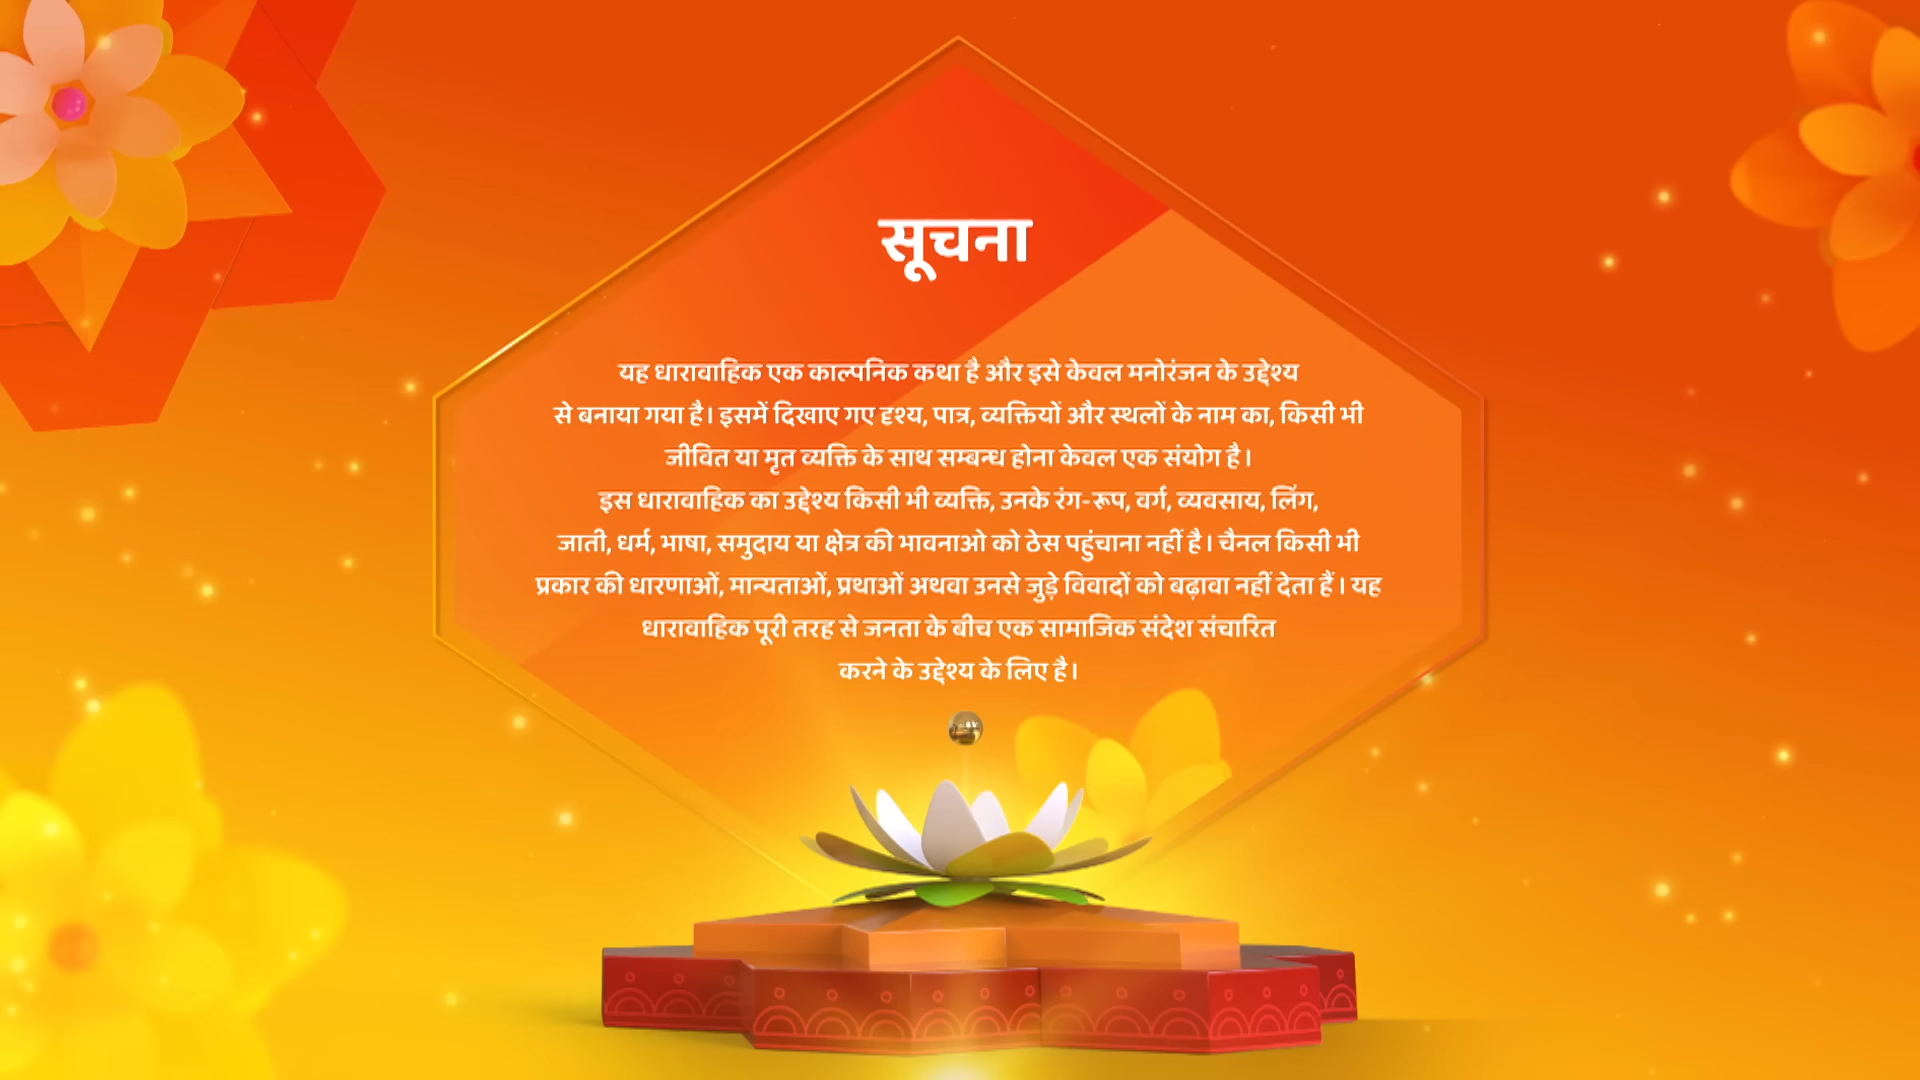 सूचना
यह धारावाहिक एक काल्पनिक कथा है और इसे केवल मनोरंजन के उद्देश्य
से बनाया गया है। इसमें दिखाए गए दृश्य, पात्र, व्यक्तियों और स्थलों के नाम का, किसी भी
जीवित या मृत व्यक्ति के साथ सम्बन्ध होना केवल एक संयोग है।
इस धारावाहिक का उद्देश्य किसी भी व्यक्ति, उनके रंग-रूप, वर्ग, व्यवसाय, लिंग,
जाती, धर्म, भाषा, समुदाय या क्षेत्र की भावनाओ को ठेस पहुंचाना नहीं है। चैनल किसी भी
प्रकार की धारणाओं, मान्यताओं, प्रथाओं अथवा उनसे जुड़े विवादों को बढ़ावा नहीं देता हैं। यह
धारावाहिक पूरी तरह से जनता के बीच एक सामाजिक संदेश संचारित
करने के उद्देश्य के लिए है।